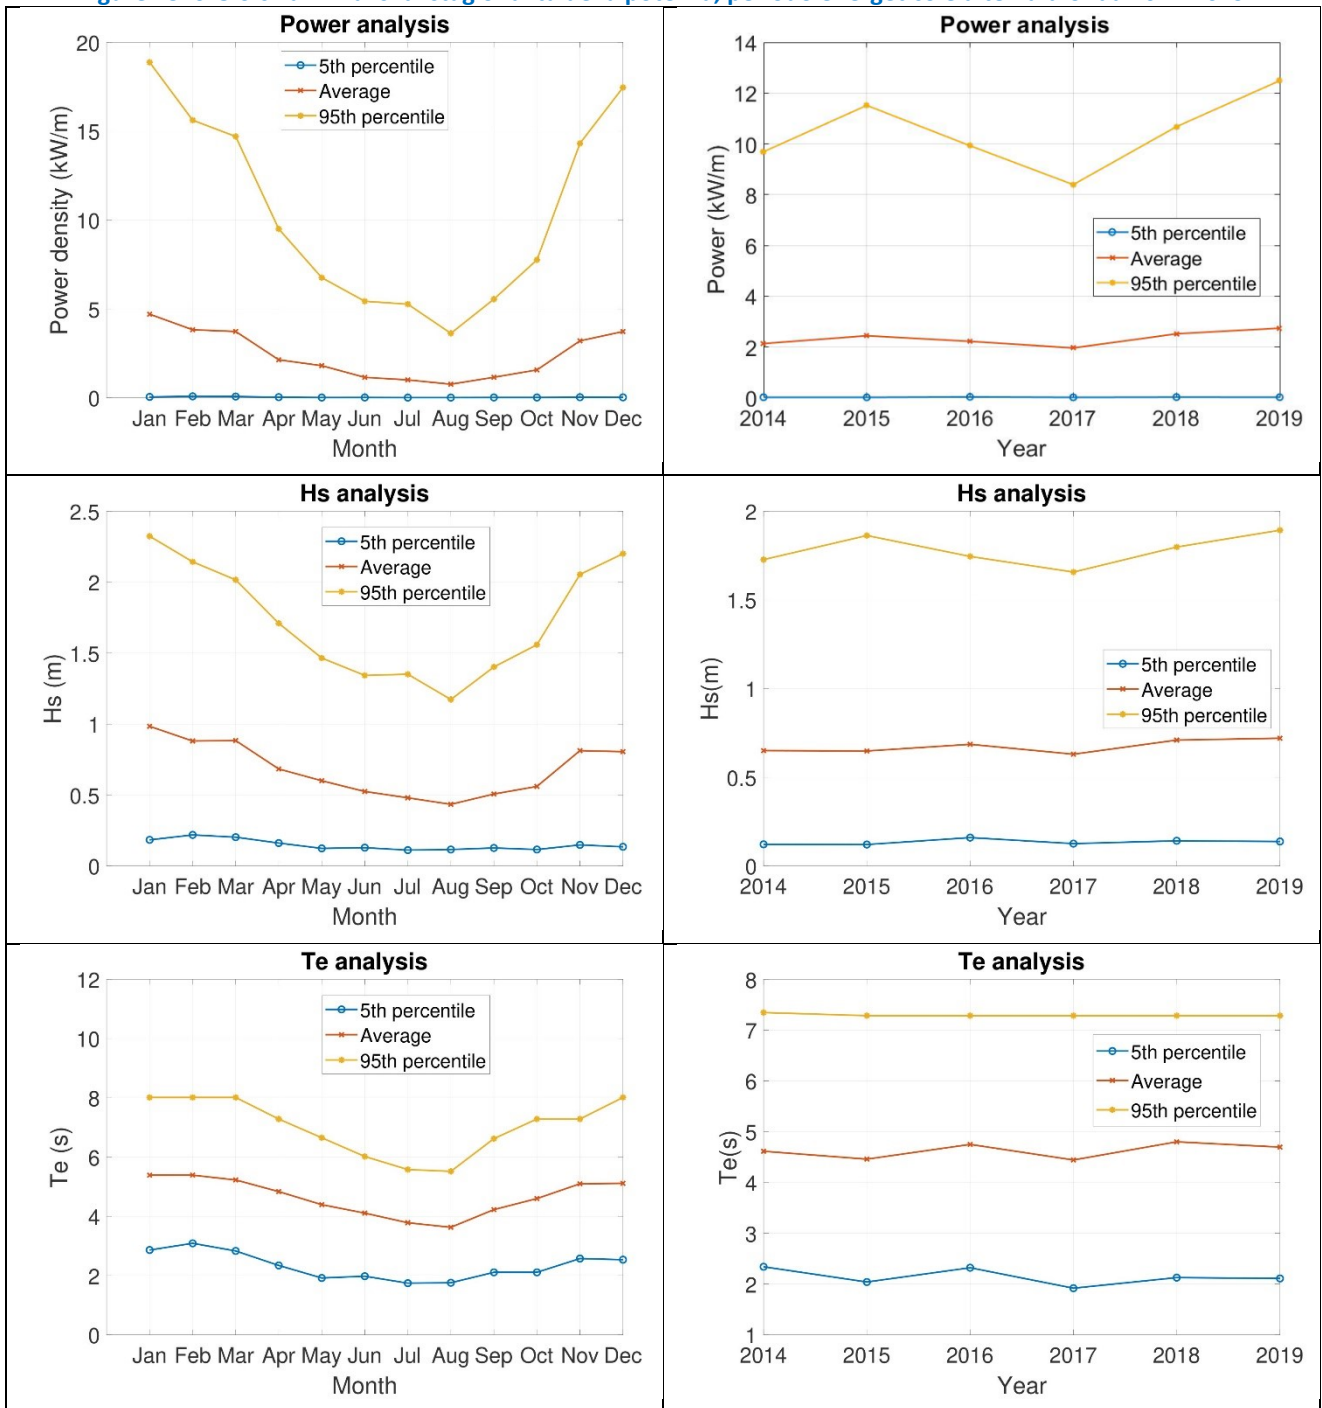 Power analysis
20
15
10
5
0
Power density (kW/m)
5th percentile
Average
95th percentile
Jan Feb Mar Apr May Jun Jul Aug Sep Oct Nov Dec
Month
Power analysis
14
12
10
8
6
4
2
0
Power (kW/m)
5th percentile
Average
95th percentile
2014 2015 2016 2017 2018 2019
Year
Hs analysis
2.5
2
1.5
1
0.5
0
Hs (m)
5th percentile
Average
95th percentile
Jan Feb Mar Apr May Jun Jul Aug Sep Oct Nov Dec
Month
Hs analysis
2
1.5
1
0.5
0
Hs(m)
5th percentile
Average
95th percentile
2014 2015 2016 2017 2018 2019
Year
Te analysis
12
10
8
6
4
2
0
Te (s)
5th percentile
Average
95th percentile
Jan Feb Mar Apr May Jun Jul Aug Sep Oct Nov Dec
Month
Te analysis
8
7
6
5
4
3
2
1
Te(s)
5th percentile
Average
95th percentile
2014 2015 2016 2017 2018 2019
Year